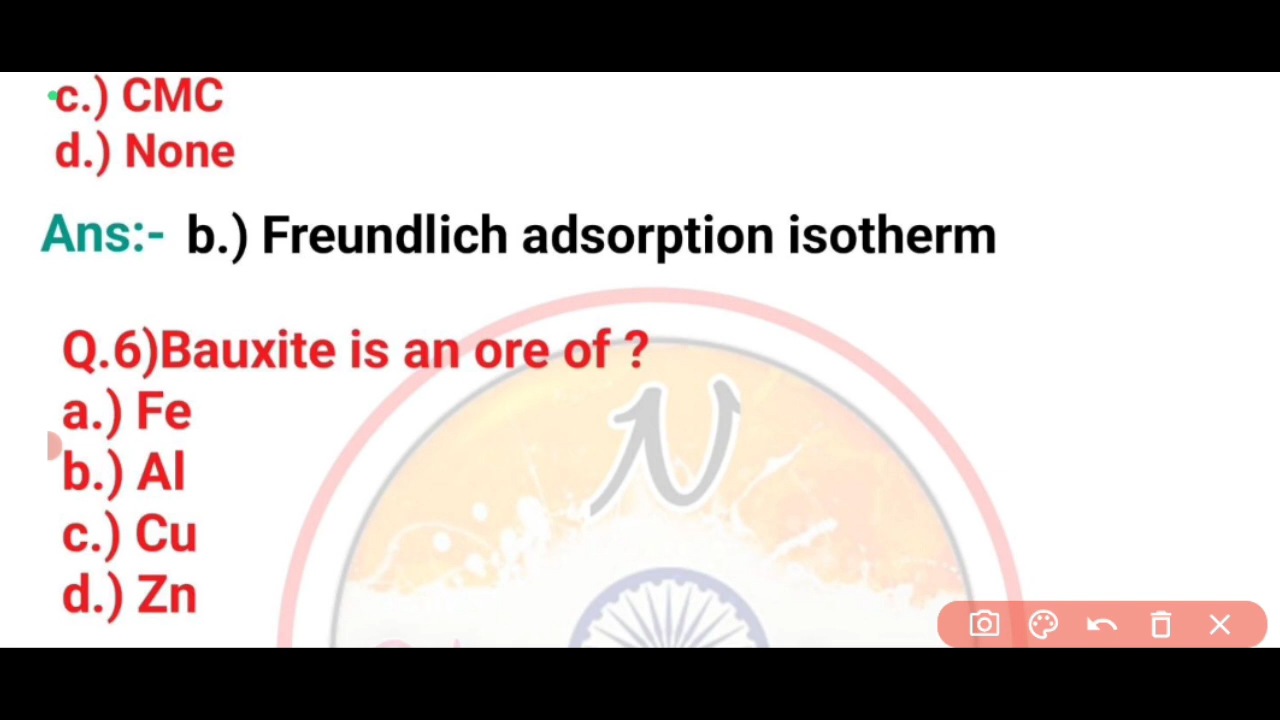 c.) CMC
d.) None
Ans:- b.) Freundlich adsorption isotherm
Q.6)Bauxite is an ore of ?
a.) Fe
b.) Al
c.) Cu
d.) Zn
N